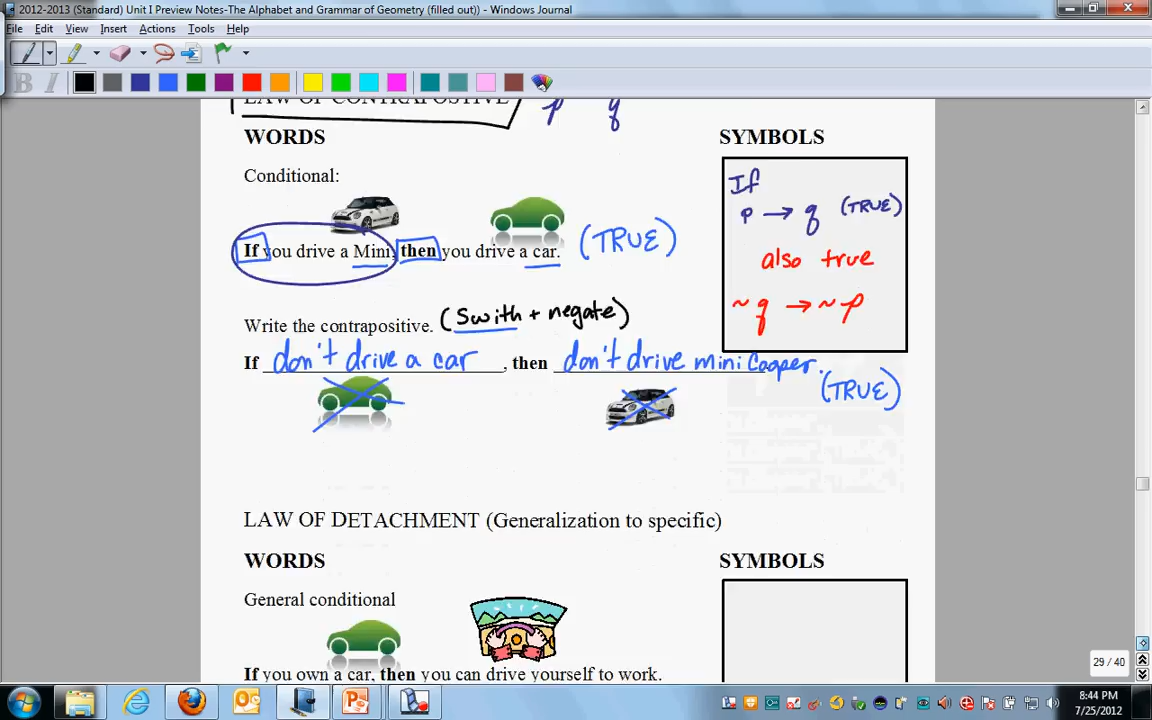 2012-2013 (Standard) Unit I Preview Notes-The Alphabet and Grammar of Geometry (filled out)) - Windows Journal
File Edit View Insert Actions Tools Help
B I
LAW OF CONTRAPOSTIVE p q
WORDS SYMBOLS
Conditional:
If
p → q (TRUE)
If you drive a Mini, then you drive a car. (TRUE)
also true
~q → ~p
Write the contrapositive. (Swith + negate)
If don't drive a car, then don't drive mini Cooper.
(TRUE)
LAW OF DETACHMENT (Generalization to specific)
WORDS SYMBOLS
General conditional
If you own a car, then you can drive yourself to work.
29 / 40
8:44 PM
7/25/2012